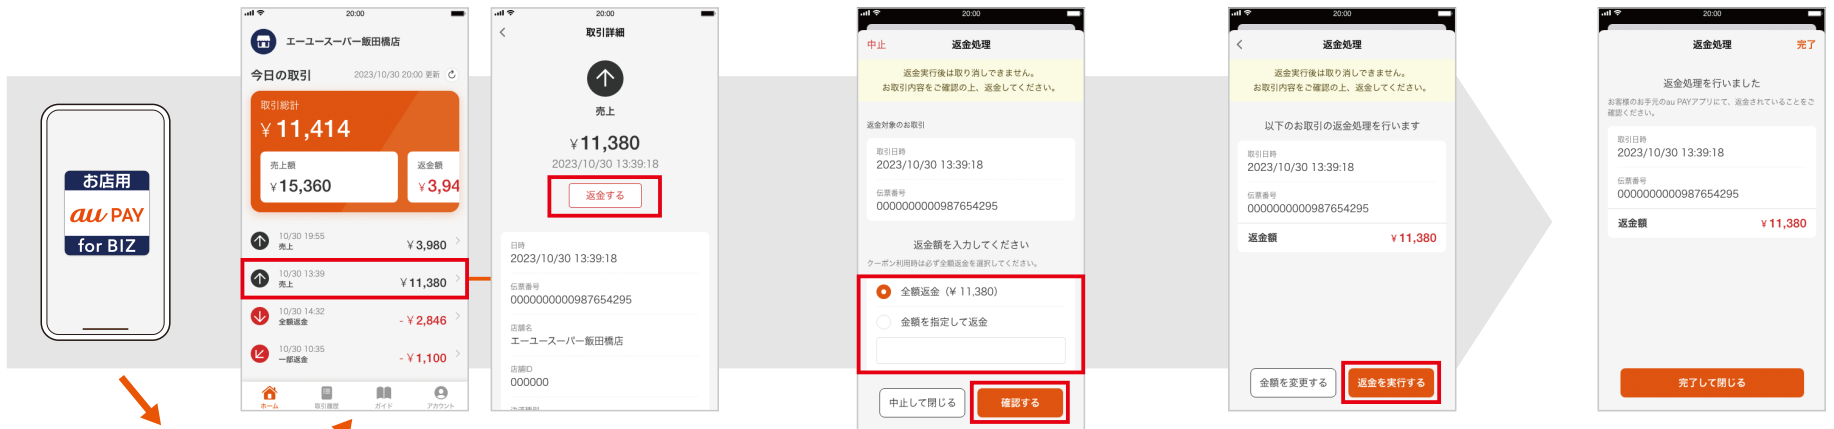 お店用
au PAY
for BIZ
20:00
エーユースーパー飯田橋店
今日の取引
2023/10/30 20:00 更新
取引総計
¥ 11,414
売上額
¥ 15,360
返金額
¥ 3,94
10/30 19:55
売上
¥ 3,980
10/30 13:39
売上
¥ 11,380
10/30 14:32
全額返金
- ¥ 2,846
10/30 10:35
一部返金
- ¥ 1,100
ホーム
取引履歴
ガイド
アカウント
20:00
取引詳細
売上
¥ 11,380
2023/10/30 13:39:18
返金する
日時
2023/10/30 13:39:18
伝票番号
0000000000987654295
店舗名
エーユースーパー飯田橋店
店舗ID
000000
20:00
中止
返金処理
返金実行後は取り消しできません。
お取引内容をご確認の上、返金してください。
返金対象のお取引
取引日時
2023/10/30 13:39:18
伝票番号
0000000000987654295
返金額を入力してください
クーポン利用時は必ず全額返金を選択してください。
全額返金（¥ 11,380）
金額を指定して返金
中止して閉じる
確認する
20:00
返金処理
返金実行後は取り消しできません。
お取引内容をご確認の上、返金してください。
以下のお取引の返金処理を行います
取引日時
2023/10/30 13:39:18
伝票番号
0000000000987654295
返金額
¥ 11,380
金額を変更する
返金を実行する
20:00
返金処理
完了
返金処理を行いました
お客様のお手元のau PAYアプリにて、返金されていることをご
確認ください。
取引日時
2023/10/30 13:39:18
伝票番号
0000000000987654295
返金額
¥ 11,380
完了して閉じる